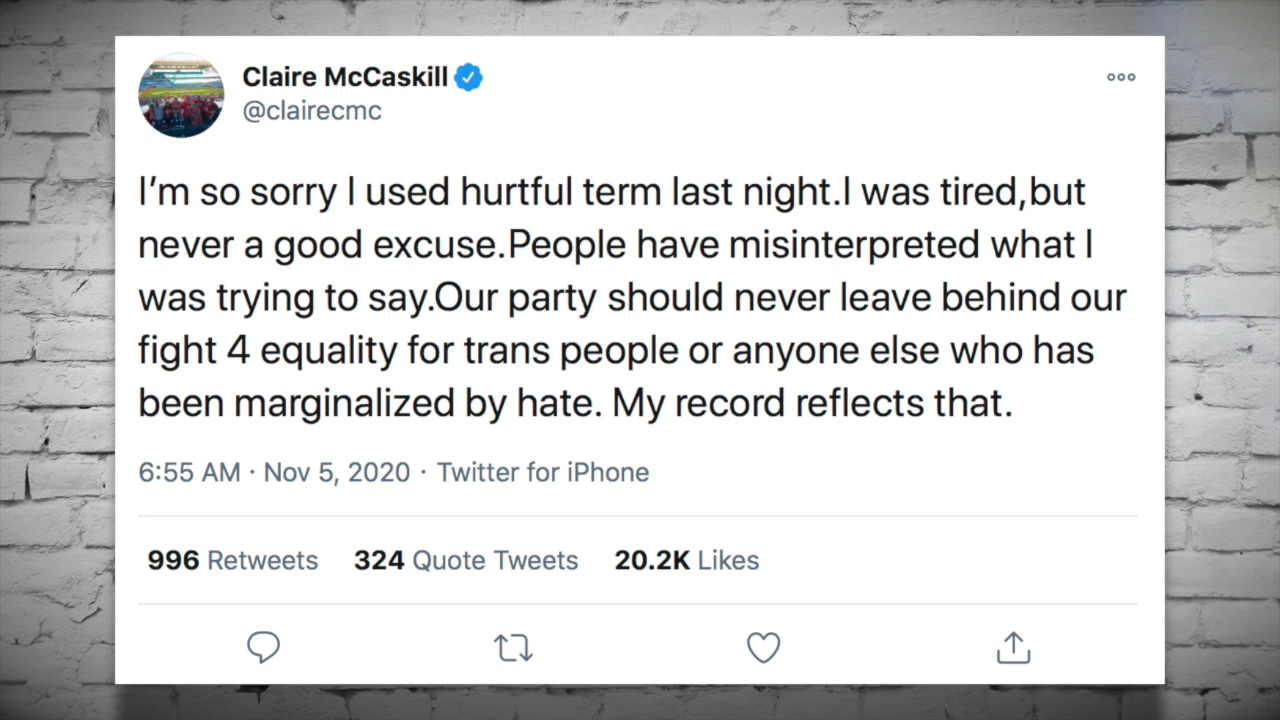 Claire McCaskill
@clairecmc
I’m so sorry I used hurtful term last night.I was tired,but
never a good excuse.People have misinterpreted what I
was trying to say.Our party should never leave behind our
fight 4 equality for trans people or anyone else who has
been marginalized by hate. My record reflects that.
6:55 AM · Nov 5, 2020 · Twitter for iPhone
996 Retweets 324 Quote Tweets 20.2K Likes